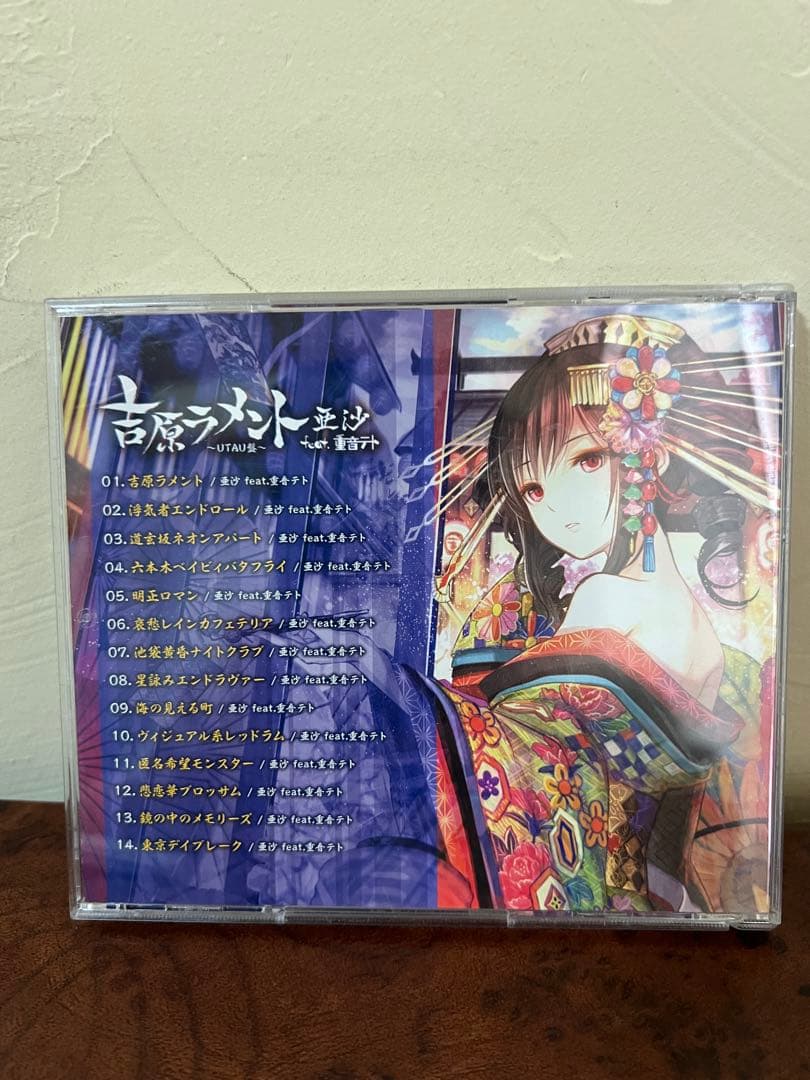 吉原ラメント 亜沙
～UTAU盤～ feat.重音テト
01.吉原ラメント / 亜沙 feat.重音テト
02.浮気者エンドロール / 亜沙 feat.重音テト
03.道玄坂ネオンアパート / 亜沙 feat.重音テト
04.六本木ベイビィバタフライ / 亜沙 feat.重音テト
05.明正ロマン / 亜沙 feat.重音テト
06.哀愁レインカフェテリア / 亜沙 feat.重音テト
07.池袋黄昏ナイトクラブ / 亜沙 feat.重音テト
08.星詠みエンドラヴァー / 亜沙 feat.重音テト
09.海の見える町 / 亜沙 feat.重音テト
10.ヴィジュアル系レッドラム / 亜沙 feat.重音テト
11.匿名希望モンスター / 亜沙 feat.重音テト
12.悲恋華ブロッサム / 亜沙 feat.重音テト
13.鏡の中のメモリーズ / 亜沙 feat.重音テト
14.東京デイブレーク / 亜沙 feat.重音テト